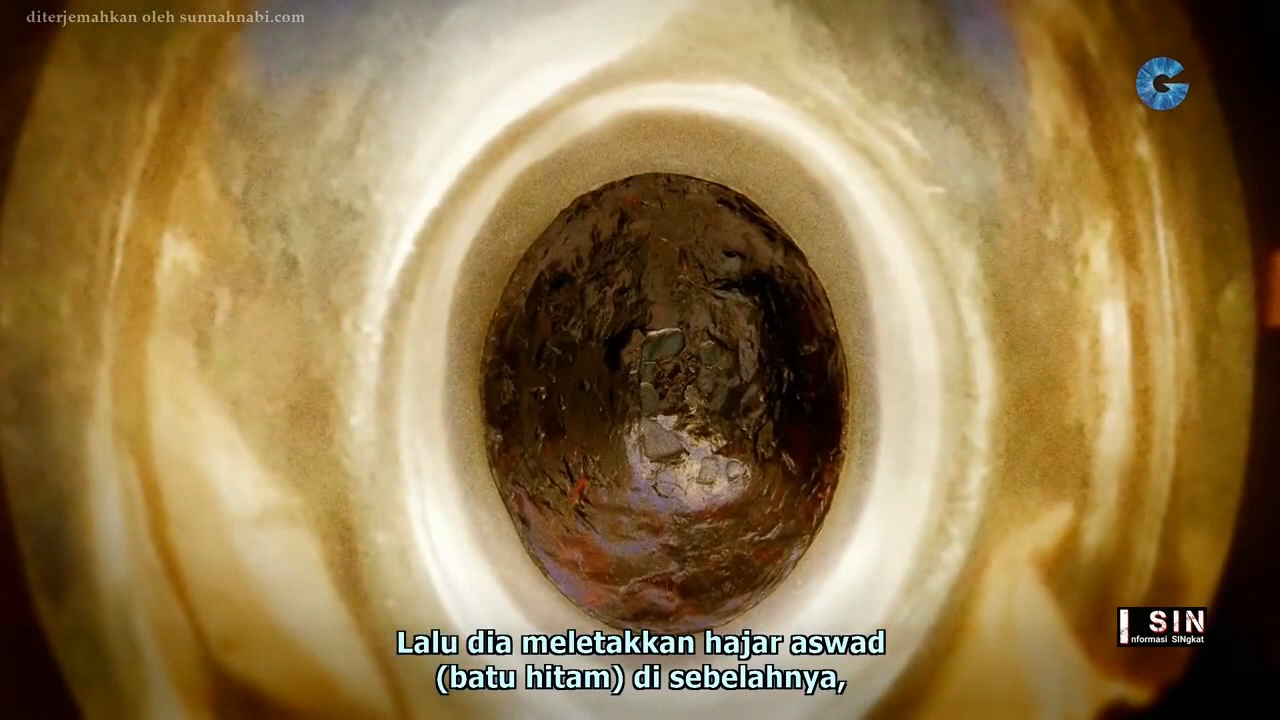 diterjemahkan oleh sunnahnabi.com
G
I SIN
nformasi SINgkat
Lalu dia meletakkan hajar aswad
(batu hitam) di sebelahnya,